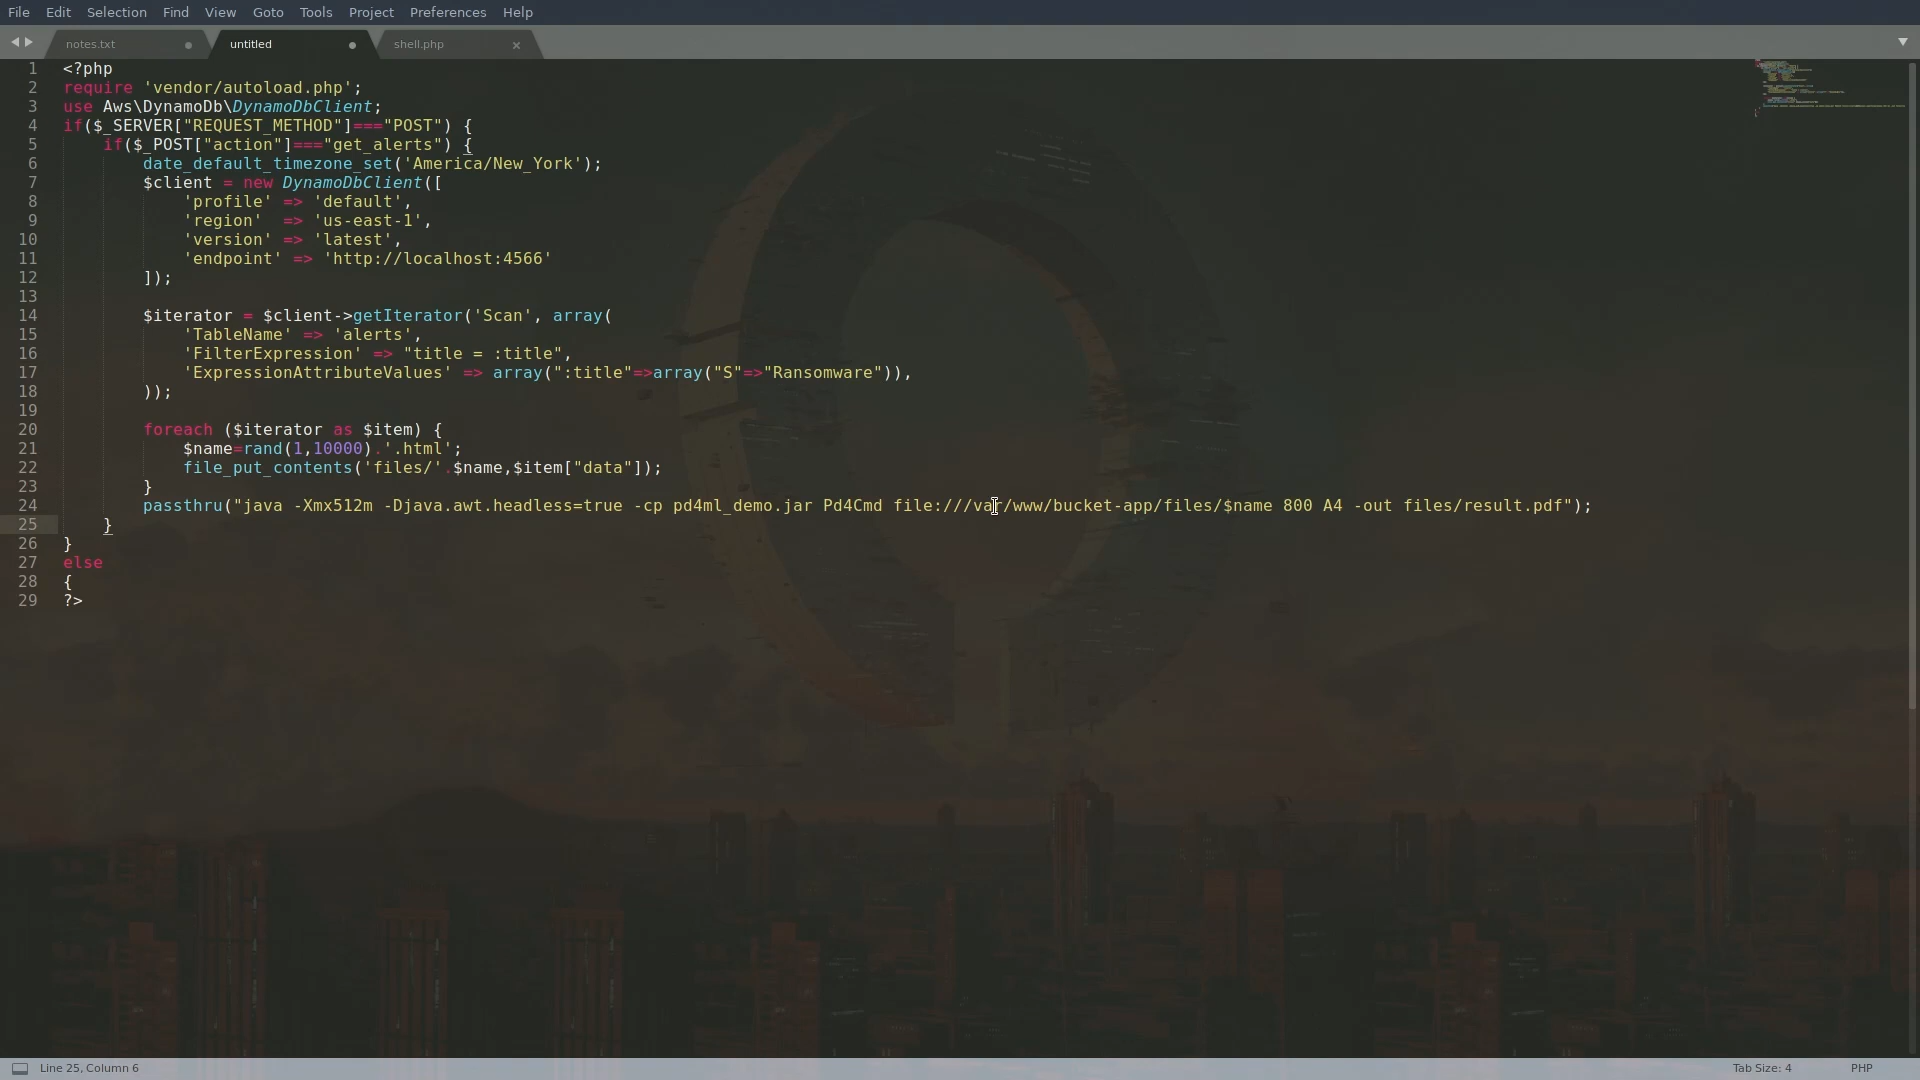 File Edit Selection Find View Goto Tools Project Preferences Help
notes.txt untitled shell.php
1 <?php
2 require 'vendor/autoload.php';
3 use Aws\DynamoDb\DynamoDbClient;
4 if($_SERVER["REQUEST_METHOD"]==="POST") {
5     if($_POST["action"]==="get_alerts") {
6         date_default_timezone_set('America/New_York');
7         $client = new DynamoDbClient([
8             'profile' => 'default',
9             'region'  => 'us-east-1',
10             'version' => 'latest',
11             'endpoint' => 'http://localhost:4566'
12         ]);
13
14         $iterator = $client->getIterator('Scan', array(
15             'TableName' => 'alerts',
16             'FilterExpression' => "title = :title",
17             'ExpressionAttributeValues' => array(":title"=>array("S"=>"Ransomware")),
18         ));
19
20         foreach ($iterator as $item) {
21             $name=rand(1,10000).'.html';
22             file_put_contents('files/'.$name,$item["data"]);
23         }
24         passthru("java -Xmx512m -Djava.awt.headless=true -cp pd4ml_demo.jar Pd4Cmd file:///var/www/bucket-app/files/$name 800 A4 -out files/result.pdf");
25     }
26 }
27 else
28 {
29 ?>
Line 25, Column 6 Tab Size: 4 PHP